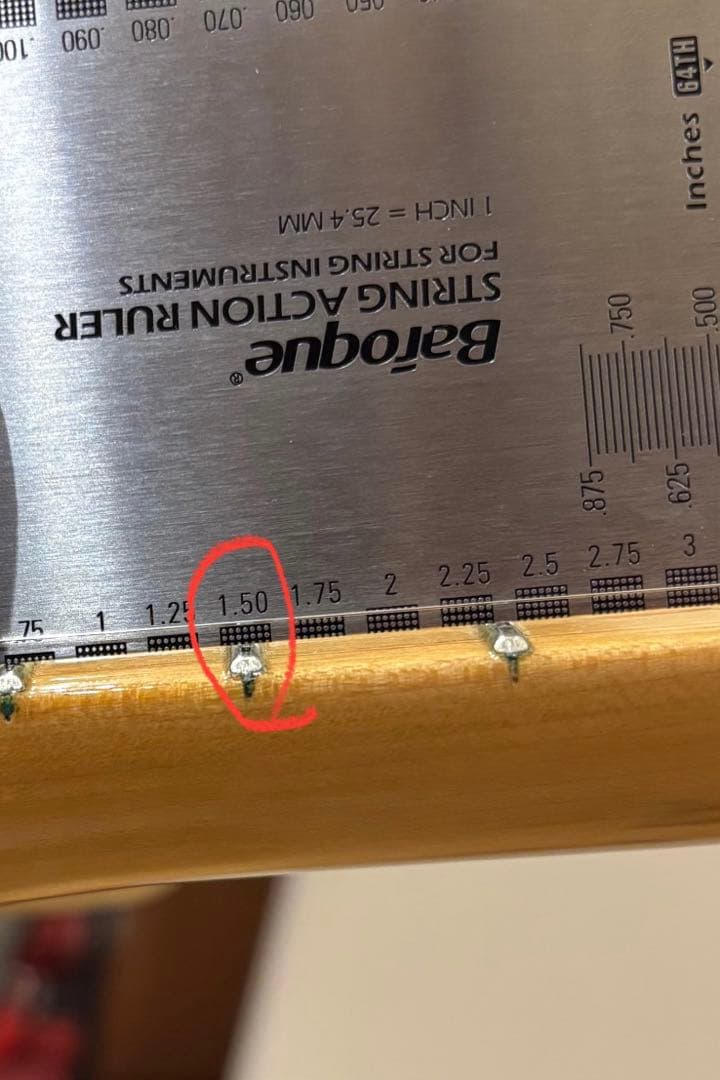 .090 .080 .070 .060
Inches 64TH
1 INCH = 25.4 MM
FOR STRING INSTRUMENTS
STRING ACTION RULER
Baroque®
.750 .500
.875 .625
75 1 1.25 1.50 1.75 2 2.25 2.5 2.75 3